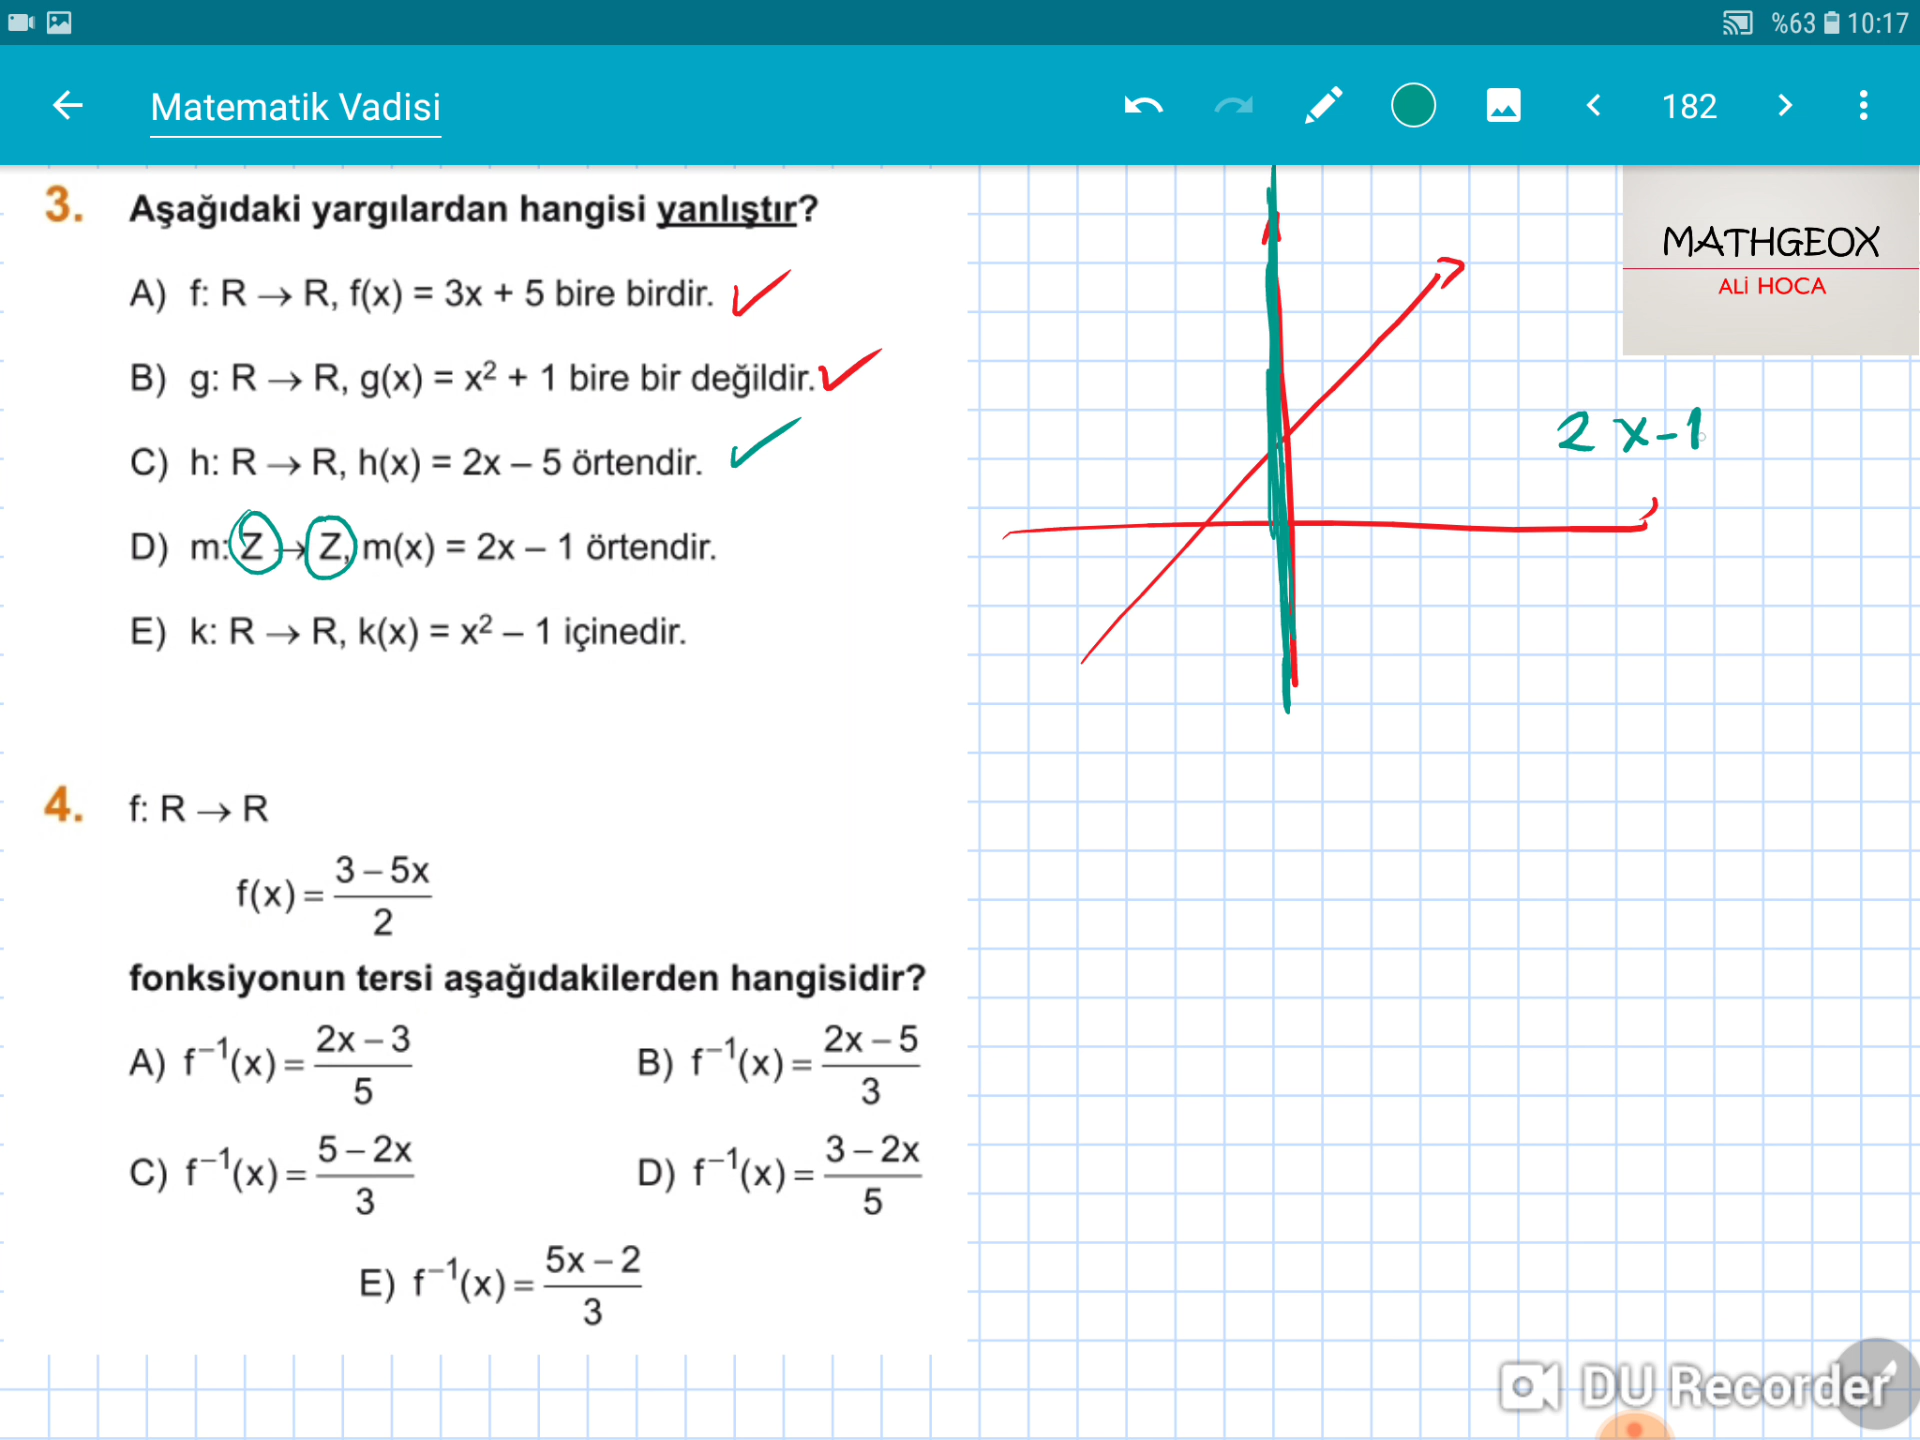 %63 10:17
Matematik Vadisi 182
MATHGEOX
ALİ HOCA
3. Aşağıdaki yargılardan hangisi yanlıştır?
A) f: R → R, f(x) = 3x + 5 bire birdir.
B) g: R → R, g(x) = x² + 1 bire bir değildir.
C) h: R → R, h(x) = 2x – 5 örtendir.
D) m: Z → Z, m(x) = 2x – 1 örtendir.
E) k: R → R, k(x) = x² – 1 içinedir.
2x-1
4. f: R → R
f(x) = (3 – 5x)/2
fonksiyonun tersi aşağıdakilerden hangisidir?
A) f⁻¹(x) = (2x – 3)/5 B) f⁻¹(x) = (2x – 5)/3
C) f⁻¹(x) = (5 – 2x)/3 D) f⁻¹(x) = (3 – 2x)/5
E) f⁻¹(x) = (5x – 2)/3
DU Recorder